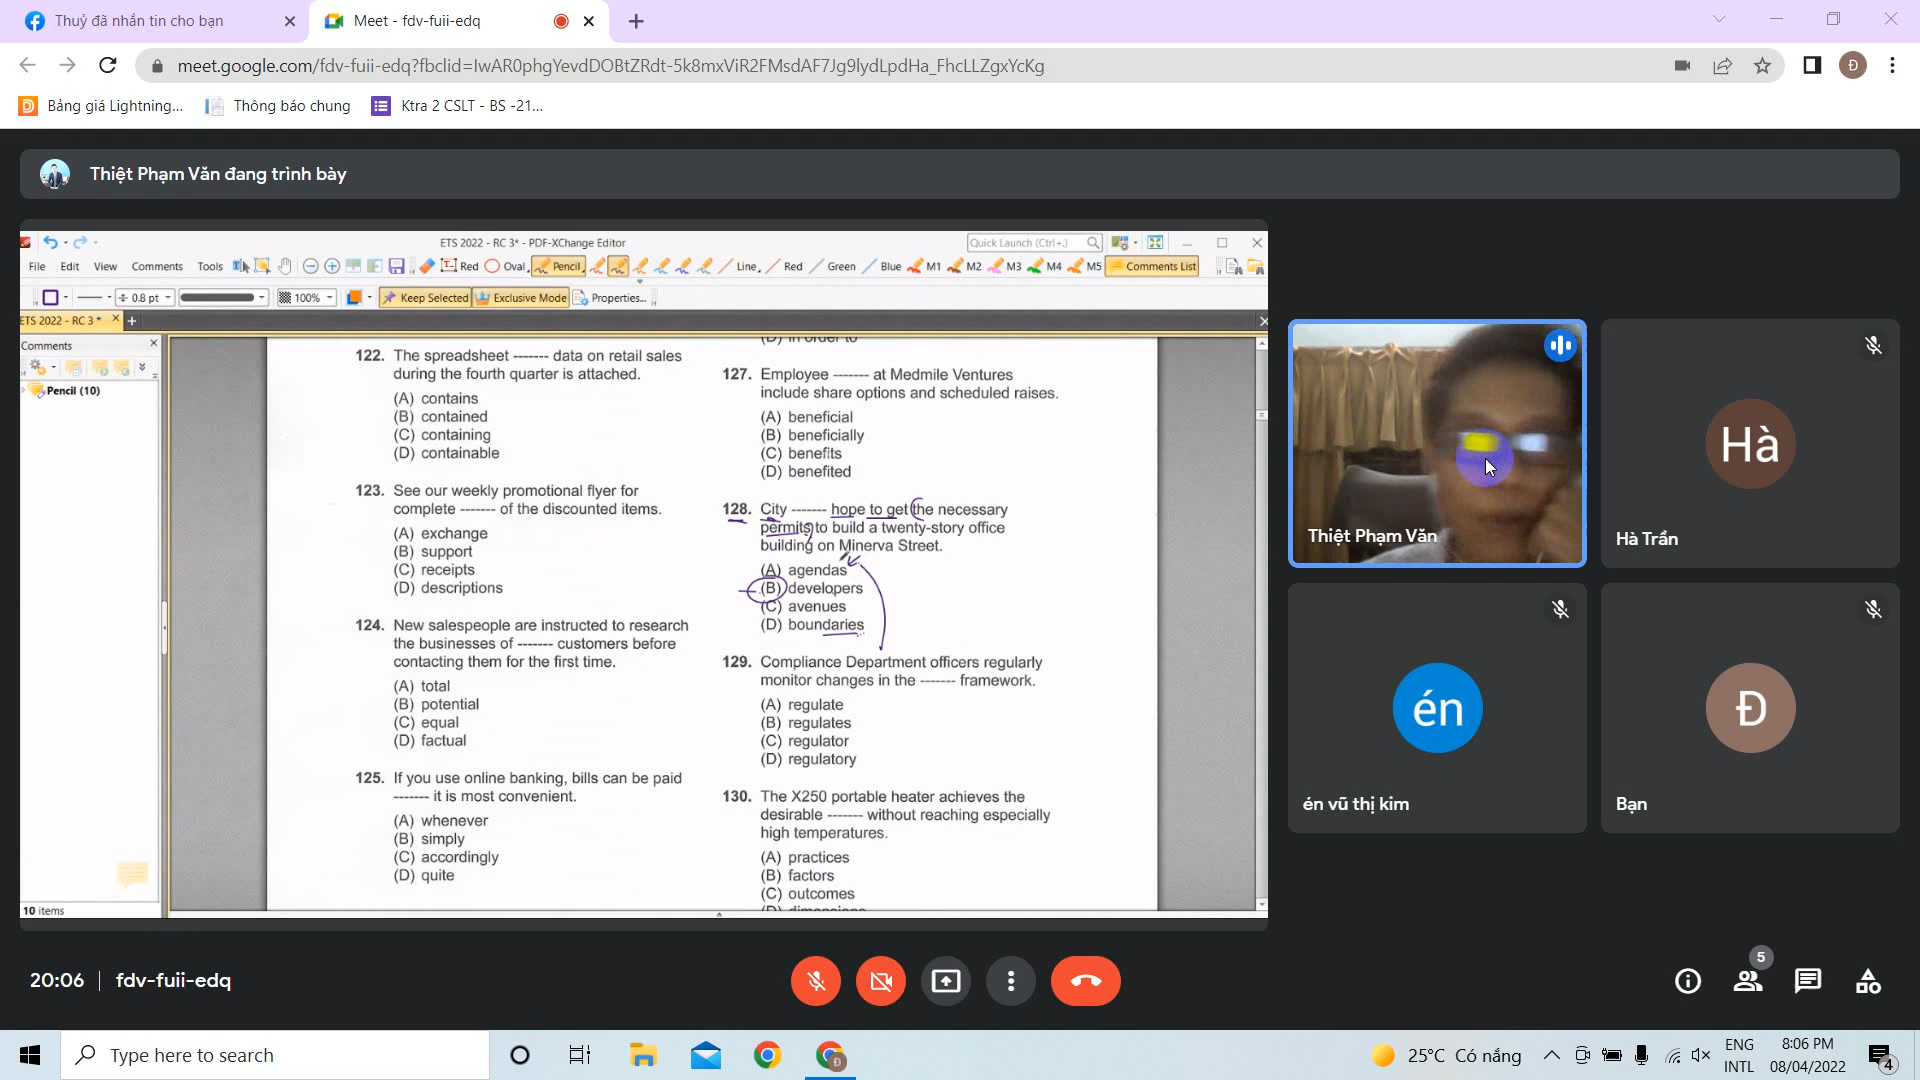 Thuỷ đã nhắn tin cho bạn
Meet - fdv-fuii-edq
meet.google.com/fdv-fuii-edq?fbclid=IwAR0phgYevdDOBtZRdt-5k8mxViR2FMsdAF7Jg9lydLpdHa_FhcLLZgxYcKg
Đ
Bảng giá Lightning...
Thông báo chung
Ktra 2 CSLT - BS -21...
Thiệt Phạm Văn đang trình bày
ETS 2022 - RC 3* - PDF-XChange Editor
Quick Launch (Ctrl+.)
File Edit View Comments Tools Red Oval Pencil Line Red Green Blue M1 M2 M3 M4 M5 Comments List
0.8 pt 100% Keep Selected Exclusive Mode Properties...
ETS 2022 - RC 3 *
Comments
Pencil (10)
10 items
122. The spreadsheet ------- data on retail sales
during the fourth quarter is attached.
(A) contains
(B) contained
(C) containing
(D) containable
123. See our weekly promotional flyer for
complete ------- of the discounted items.
(A) exchange
(B) support
(C) receipts
(D) descriptions
124. New salespeople are instructed to research
the businesses of ------- customers before
contacting them for the first time.
(A) total
(B) potential
(C) equal
(D) factual
125. If you use online banking, bills can be paid
------- it is most convenient.
(A) whenever
(B) simply
(C) accordingly
(D) quite
(D) in order to
127. Employee ------- at Medmile Ventures
include share options and scheduled raises.
(A) beneficial
(B) beneficially
(C) benefits
(D) benefited
128. City ------- hope to get the necessary
permits to build a twenty-story office
building on Minerva Street.
(A) agendas
(B) developers
(C) avenues
(D) boundaries
129. Compliance Department officers regularly
monitor changes in the ------- framework.
(A) regulate
(B) regulates
(C) regulator
(D) regulatory
130. The X250 portable heater achieves the
desirable ------- without reaching especially
high temperatures.
(A) practices
(B) factors
(C) outcomes
(D) dimensions
Thiệt Phạm Văn
Hà
Hà Trần
én
én vũ thị kim
Đ
Bạn
20:06 | fdv-fuii-edq
5
Type here to search
25°C Có nắng
ENG
INTL
8:06 PM
08/04/2022
4